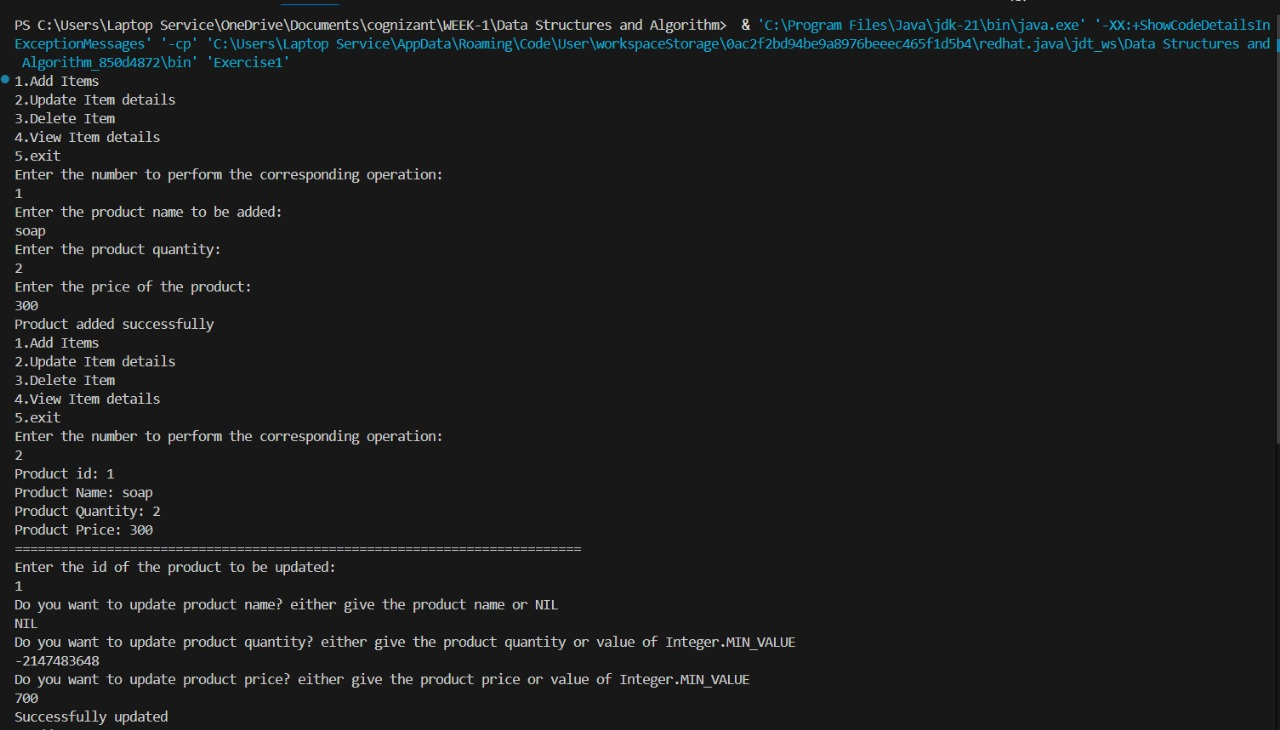 PS C:\Users\Laptop Service\OneDrive\Documents\cognizant\WEEK-1\Data Structures and Algorithm>  & 'C:\Program Files\Java\jdk-21\bin\java.exe' '-XX:+ShowCodeDetailsIn
ExceptionMessages' '-cp' 'C:\Users\Laptop Service\AppData\Roaming\Code\User\workspaceStorage\0ac2f2bd94be9a8976beeec465f1d5b4\redhat.java\jdt_ws\Data Structures and
Algorithm_850d4872\bin' 'Exercise1'
1.Add Items
2.Update Item details
3.Delete Item
4.View Item details
5.exit
Enter the number to perform the corresponding operation:
1
Enter the product name to be added:
soap
Enter the product quantity:
2
Enter the price of the product:
300
Product added successfully
1.Add Items
2.Update Item details
3.Delete Item
4.View Item details
5.exit
Enter the number to perform the corresponding operation:
2
Product id: 1
Product Name: soap
Product Quantity: 2
Product Price: 300
==========================================================================
Enter the id of the product to be updated:
1
Do you want to update product name? either give the product name or NIL
NIL
Do you want to update product quantity? either give the product quantity or value of Integer.MIN_VALUE
-2147483648
Do you want to update product price? either give the product price or value of Integer.MIN_VALUE
700
Successfully updated